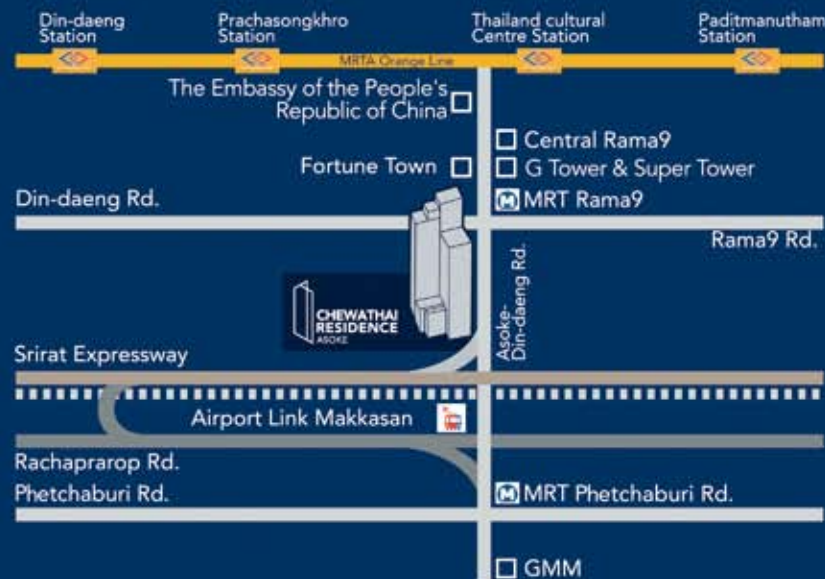 Din-daeng
Station
Prachasongkhro
Station
Thailand cultural
Centre Station
Paditmanutham
Station
MRTA Orange Line
The Embassy of the People's
Republic of China
Central Rama9
Fortune Town
G Tower & Super Tower
Din-daeng Rd.
MRT Rama9
Rama9 Rd.
Asoke-
Din-daeng Rd.
CHEWATHAI
RESIDENCE
ASOKE
Srirat Expressway
Airport Link Makkasan
Rachaprarop Rd.
Phetchaburi Rd.
MRT Phetchaburi Rd.
GMM